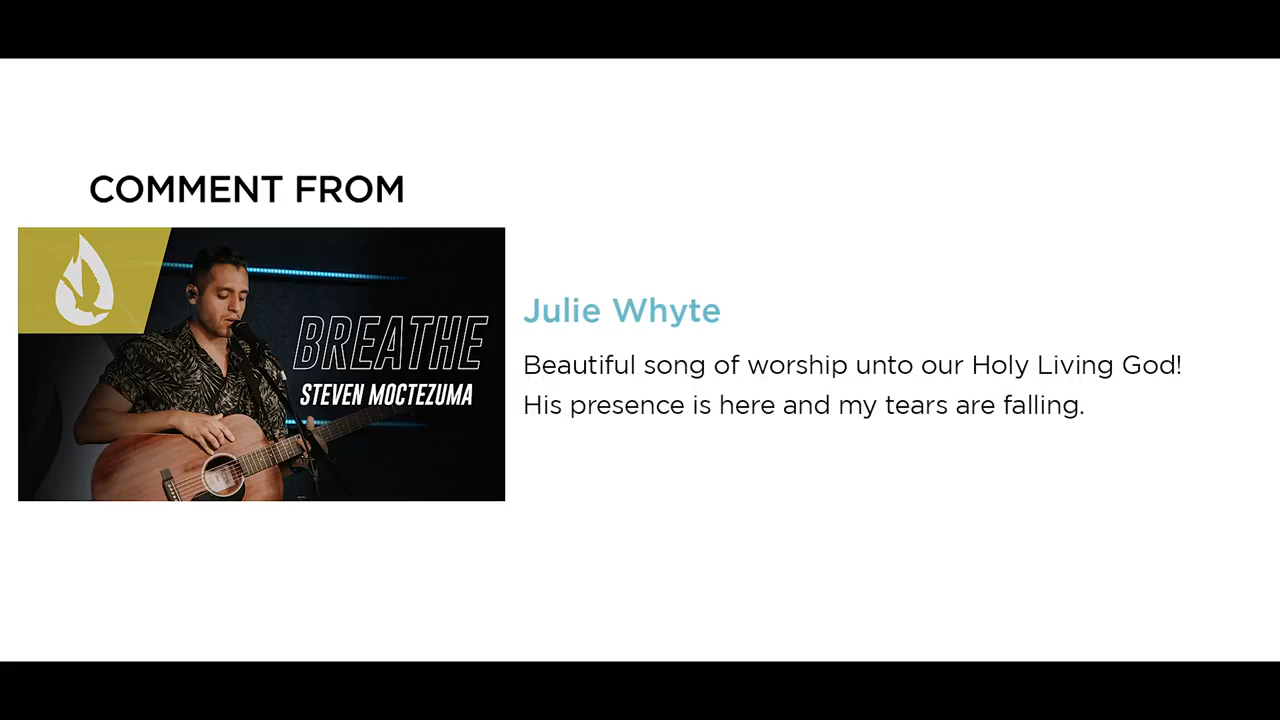 COMMENT FROM
BREATHE
STEVEN MOCTEZUMA
Julie Whyte
Beautiful song of worship unto our Holy Living God!
His presence is here and my tears are falling.